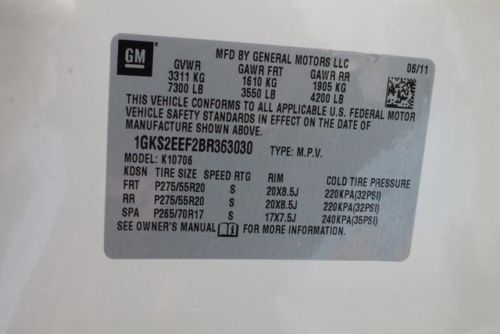 GM
MFD BY GENERAL MOTORS LLC 06/11
GVWR GAWR FRT GAWR RR
3311 KG 1610 KG 1905 KG
7300 LB 3550 LB 4200 LB
THIS VEHICLE CONFORMS TO ALL APPLICABLE U.S. FEDERAL MOTOR
VEHICLE SAFETY STANDARDS IN EFFECT ON THE DATE OF
MANUFACTURE SHOWN ABOVE.
1GKS2EEF2BR363030 TYPE: M.P.V.
MODEL: K10706
KDSN TIRE SIZE SPEED RTG RIM COLD TIRE PRESSURE
FRT P275/55R20 S 20X8.5J 220KPA(32PSI)
RR P275/55R20 S 20X8.5J 220KPA(32PSI)
SPA P265/70R17 S 17X7.5J 240KPA(35PSI)
SEE OWNER'S MANUAL FOR MORE INFORMATION.